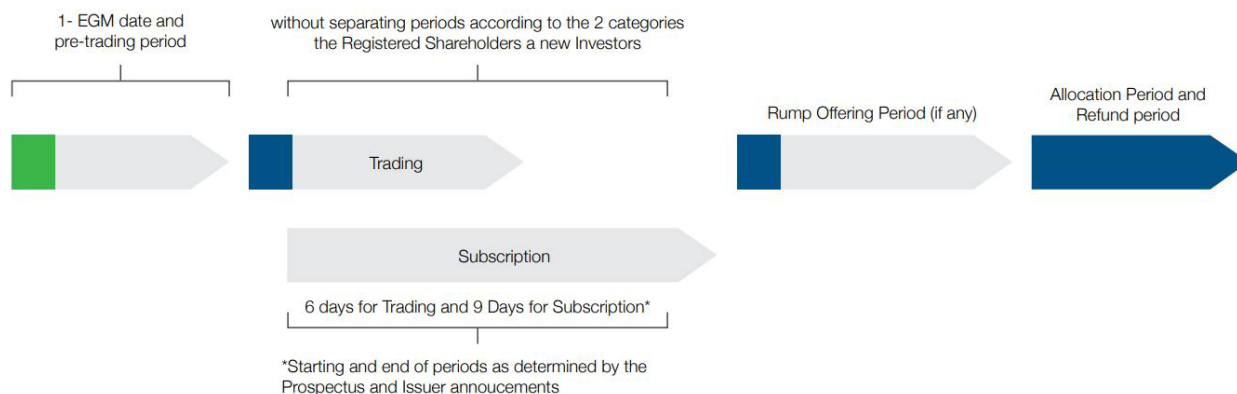 1- EGM date and
pre-trading period
without separating periods according to the 2 categories
the Registered Shareholders a new Investors
Rump Offering Period (if any)
Allocation Period and
Refund period
Trading
Subscription
6 days for Trading and 9 Days for Subscription*
*Starting and end of periods as determined by the
Prospectus and Issuer annoucements